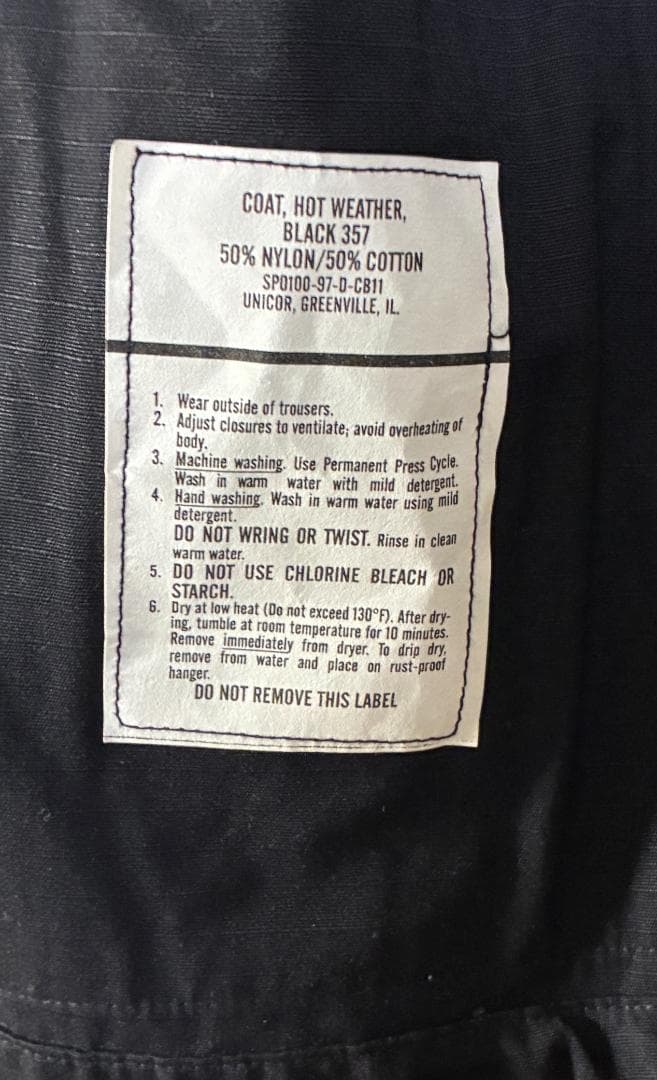 COAT, HOT WEATHER,
BLACK 357
50% NYLON/50% COTTON
SPO100-97-D-CB11
UNICOR, GREENVILLE, IL.
1. Wear outside of trousers.
2. Adjust closures to ventilate; avoid overheating of
body.
3. Machine washing. Use Permanent Press Cycle.
Wash in warm water with mild detergent.
4. Hand washing. Wash in warm water using mild
detergent.
DO NOT WRING OR TWIST. Rinse in clean
warm water.
5. DO NOT USE CHLORINE BLEACH OR
STARCH.
6. Dry at low heat (Do not exceed 130°F). After dry-
ing, tumble at room temperature for 10 minutes.
Remove immediately from dryer. To drip dry,
remove from water and place on rust-proof
hanger.
DO NOT REMOVE THIS LABEL